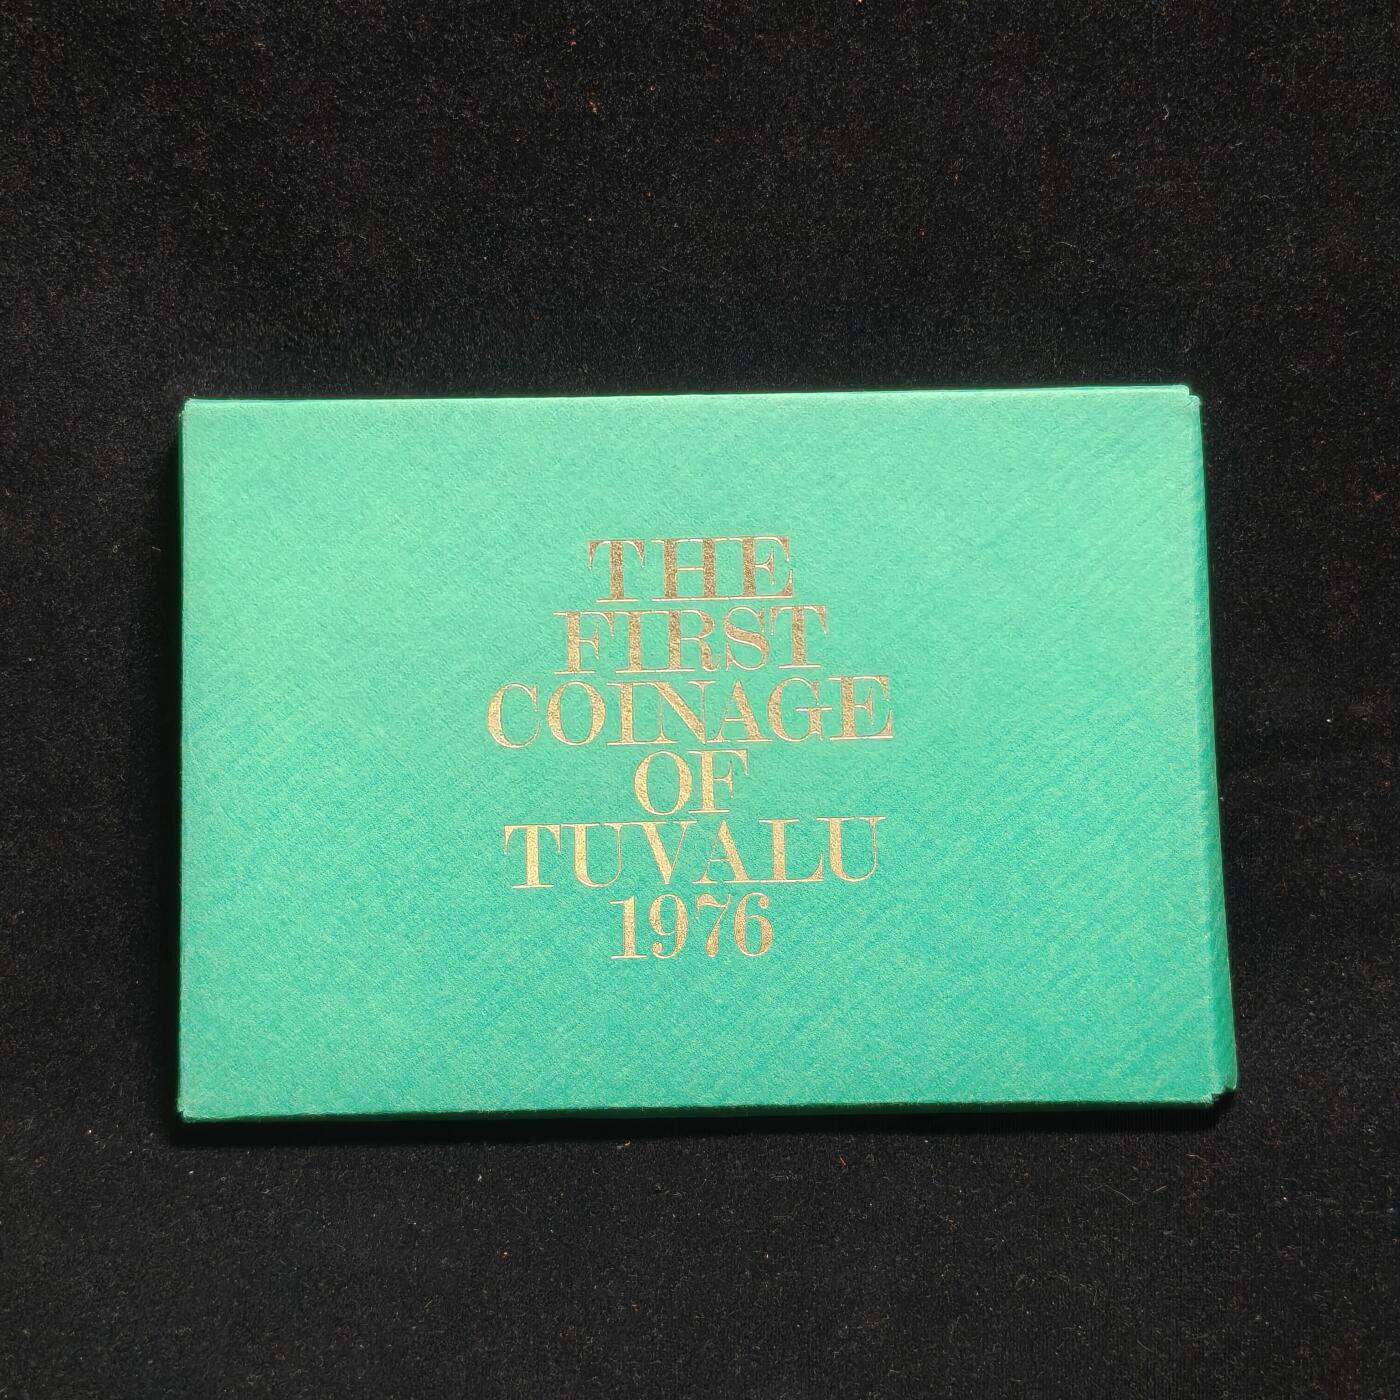 THE
FIRST
COINAGE
OF
TUVALU
1976